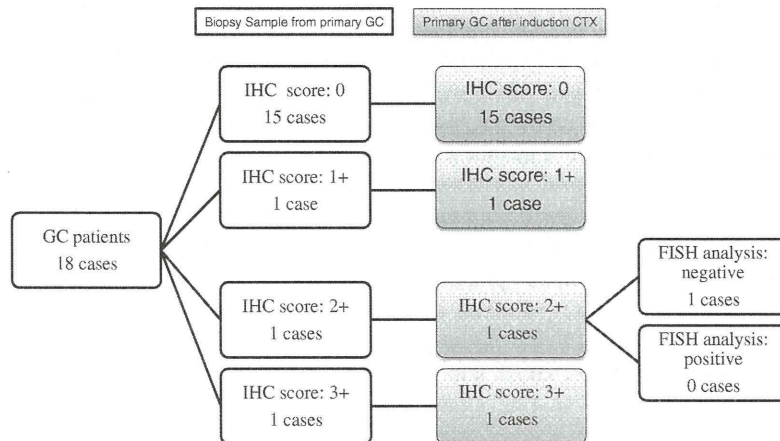 Biopsy Sample from primary GC
Primary GC after induction CTX
IHC score: 0
15 cases
IHC score: 0
15 cases
IHC score: 1+
1 case
IHC score: 1+
1 case
GC patients
18 cases
FISH analysis:
negative
1 cases
IHC score: 2+
1 cases
IHC score: 2+
1 cases
FISH analysis:
positive
0 cases
IHC score: 3+
1 cases
IHC score: 3+
1 cases